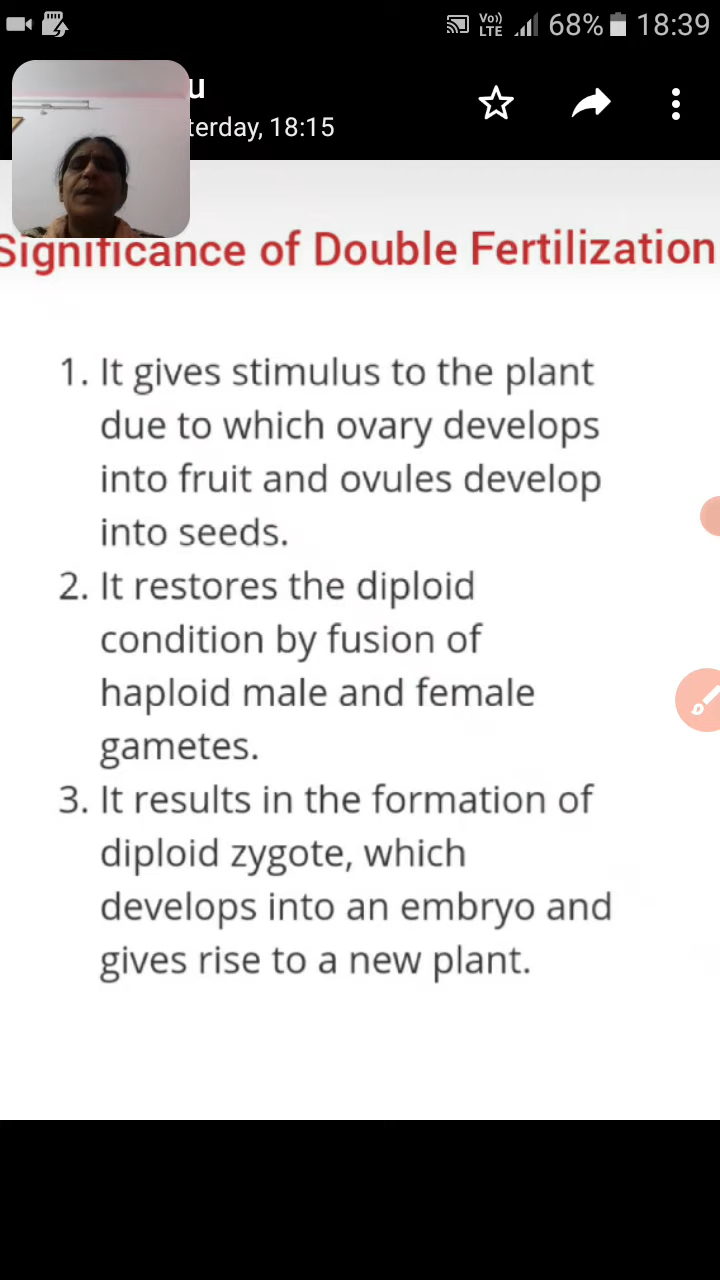 Vo)) LTE 68% 18:39
u
terday, 18:15
Significance of Double Fertilization
1. It gives stimulus to the plant
due to which ovary develops
into fruit and ovules develop
into seeds.
2. It restores the diploid
condition by fusion of
haploid male and female
gametes.
3. It results in the formation of
diploid zygote, which
develops into an embryo and
gives rise to a new plant.